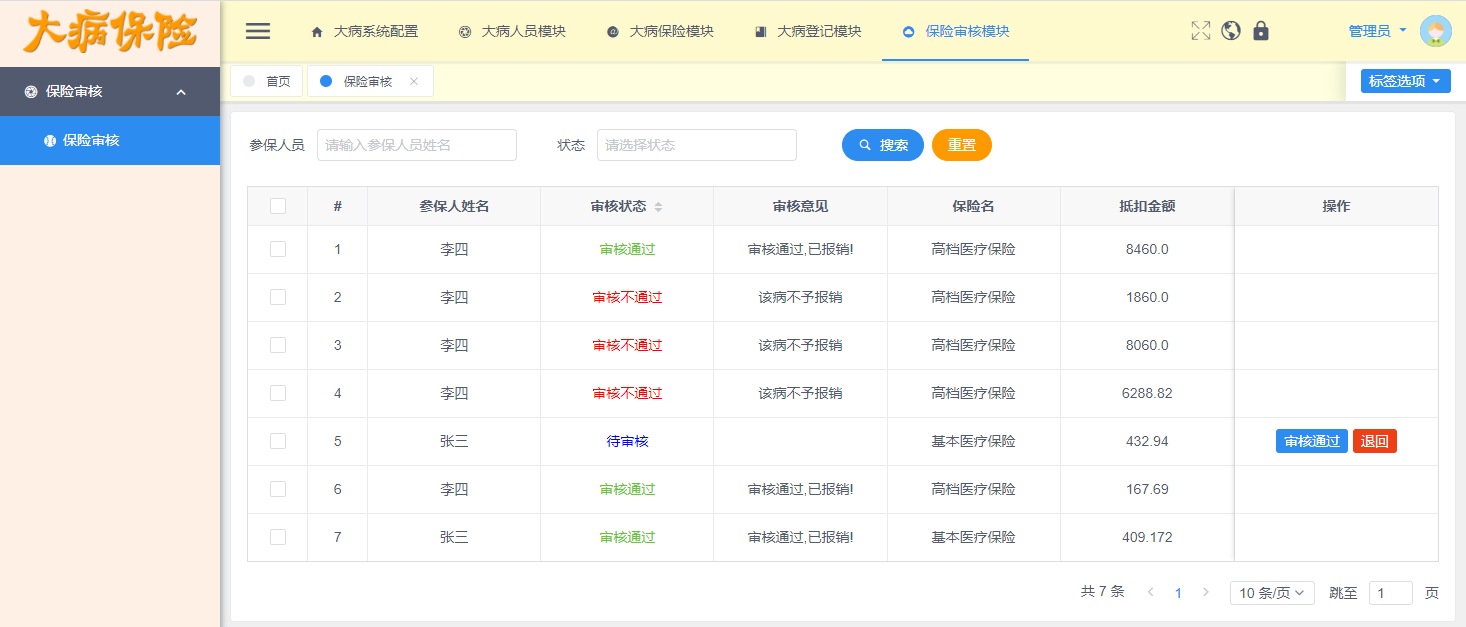 大病保险
大病系统配置 大病人员模块 大病保险模块 大病登记模块 保险审核模块 管理员
保险审核 首页 保险审核 标签选项
保险审核
参保人员 请输入参保人员姓名 状态 请选择状态 搜索 重置
# 参保人姓名 审核状态 审核意见 保险名 抵扣金额 操作
1 李四 审核通过 审核通过,已报销! 高档医疗保险 8460.0
2 李四 审核不通过 该病不予报销 高档医疗保险 1860.0
3 李四 审核不通过 该病不予报销 高档医疗保险 8060.0
4 李四 审核不通过 该病不予报销 高档医疗保险 6288.82
5 张三 待审核 基本医疗保险 432.94 审核通过 退回
6 李四 审核通过 审核通过,已报销! 高档医疗保险 167.69
7 张三 审核通过 审核通过,已报销! 基本医疗保险 409.172
共 7 条 1 10 条/页 跳至 1 页